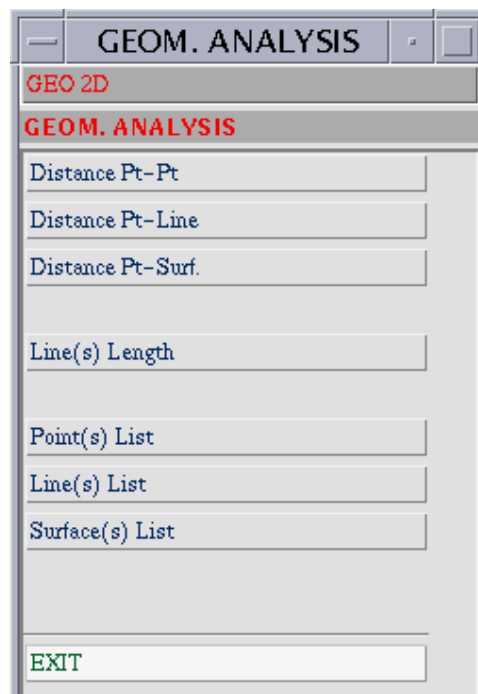 GEOM. ANALYSIS
GEO 2D
GEOM. ANALYSIS
Distance Pt-Pt
Distance Pt-Line
Distance Pt-Surf.
Line(s) Length
Point(s) List
Line(s) List
Surface(s) List
EXIT